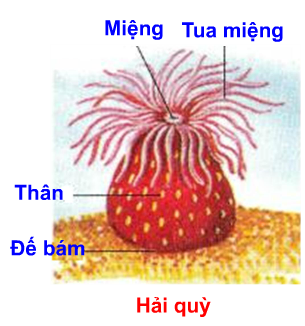 Miệng Tua miệng
Thân
Đế bám
Hải quỳ